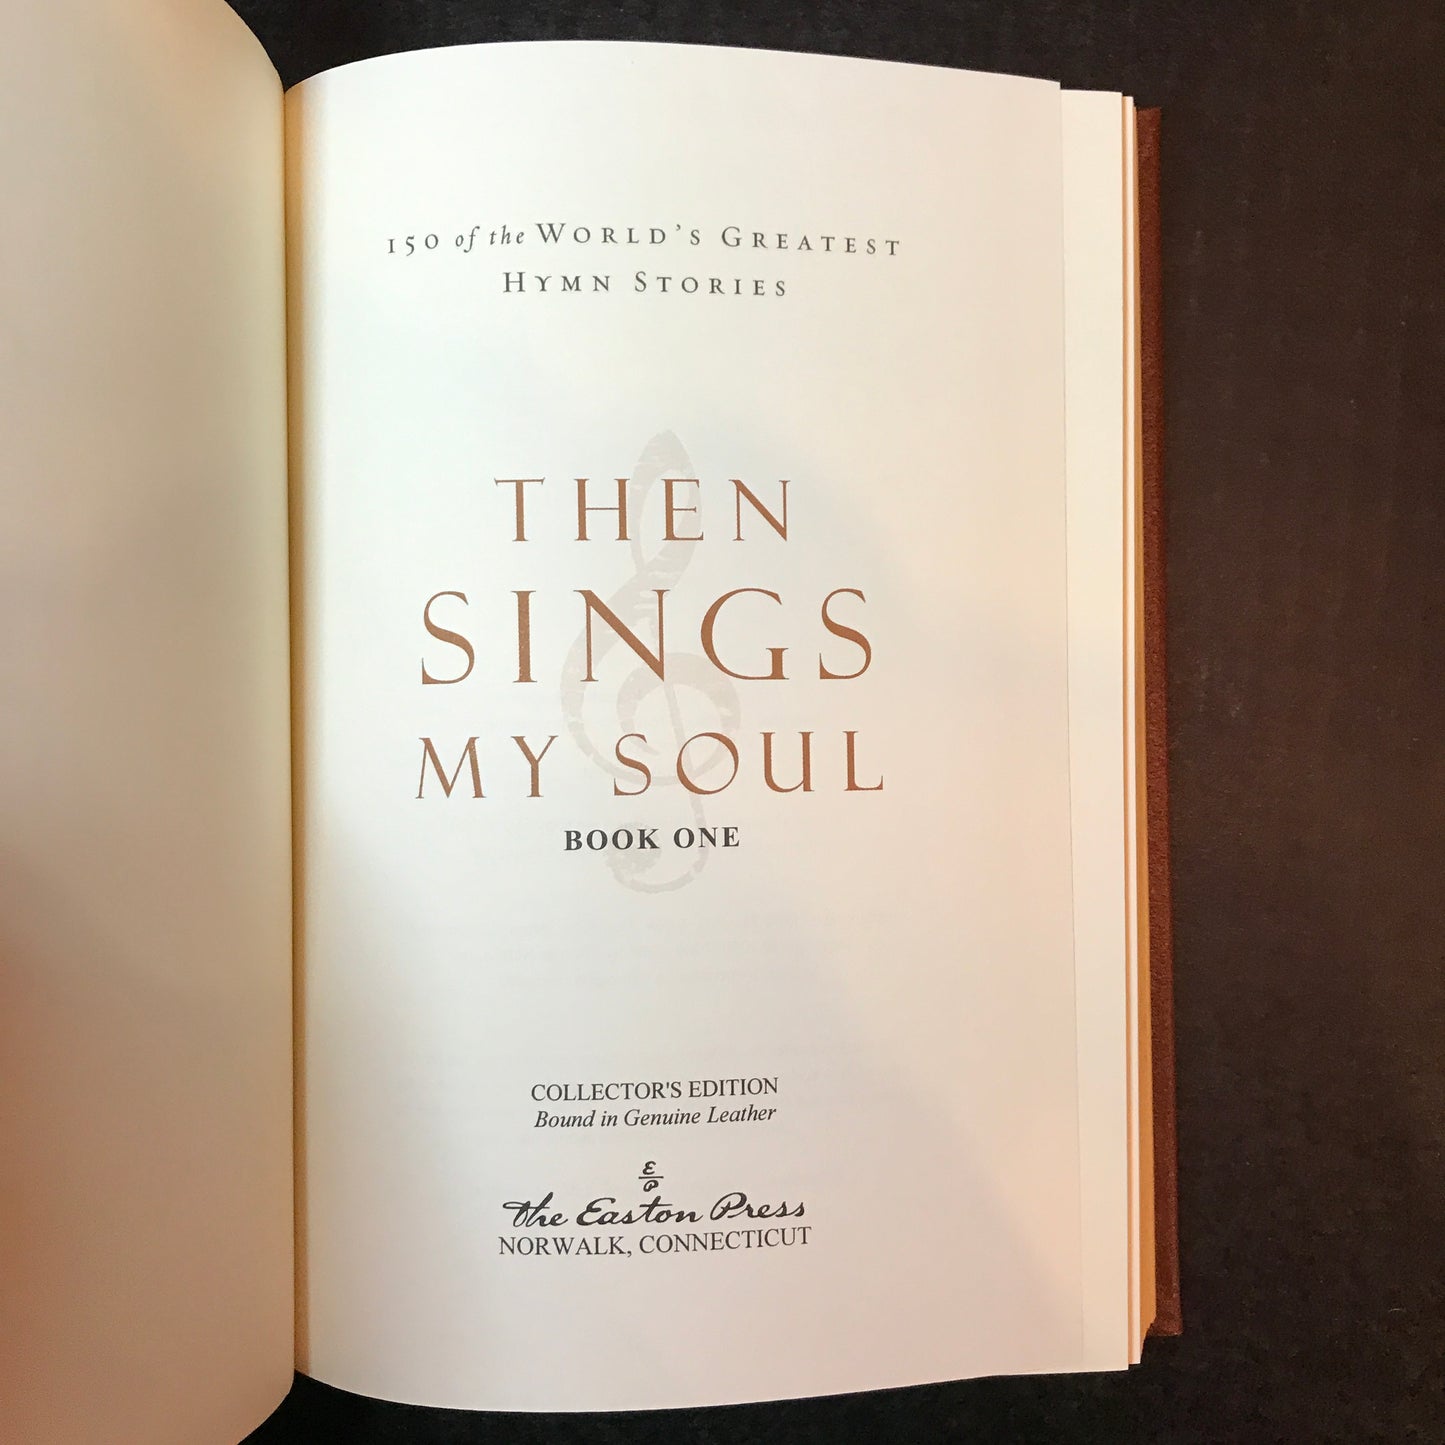 150 of the WORLD'S GREATEST
HYMN STORIES
THEN
SINGS
MY SOUL
BOOK ONE
COLLECTOR'S EDITION
Bound in Genuine Leather
E
P
The Easton Press
NORWALK, CONNECTICUT